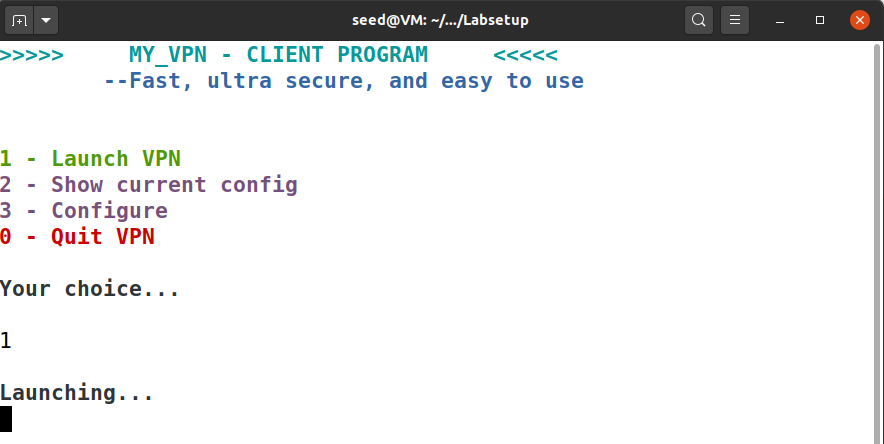 seed@VM: ~/.../Labsetup
>>>>>     MY_VPN - CLIENT PROGRAM     <<<<<
--Fast, ultra secure, and easy to use
1 - Launch VPN
2 - Show current config
3 - Configure
0 - Quit VPN
Your choice...
1
Launching...